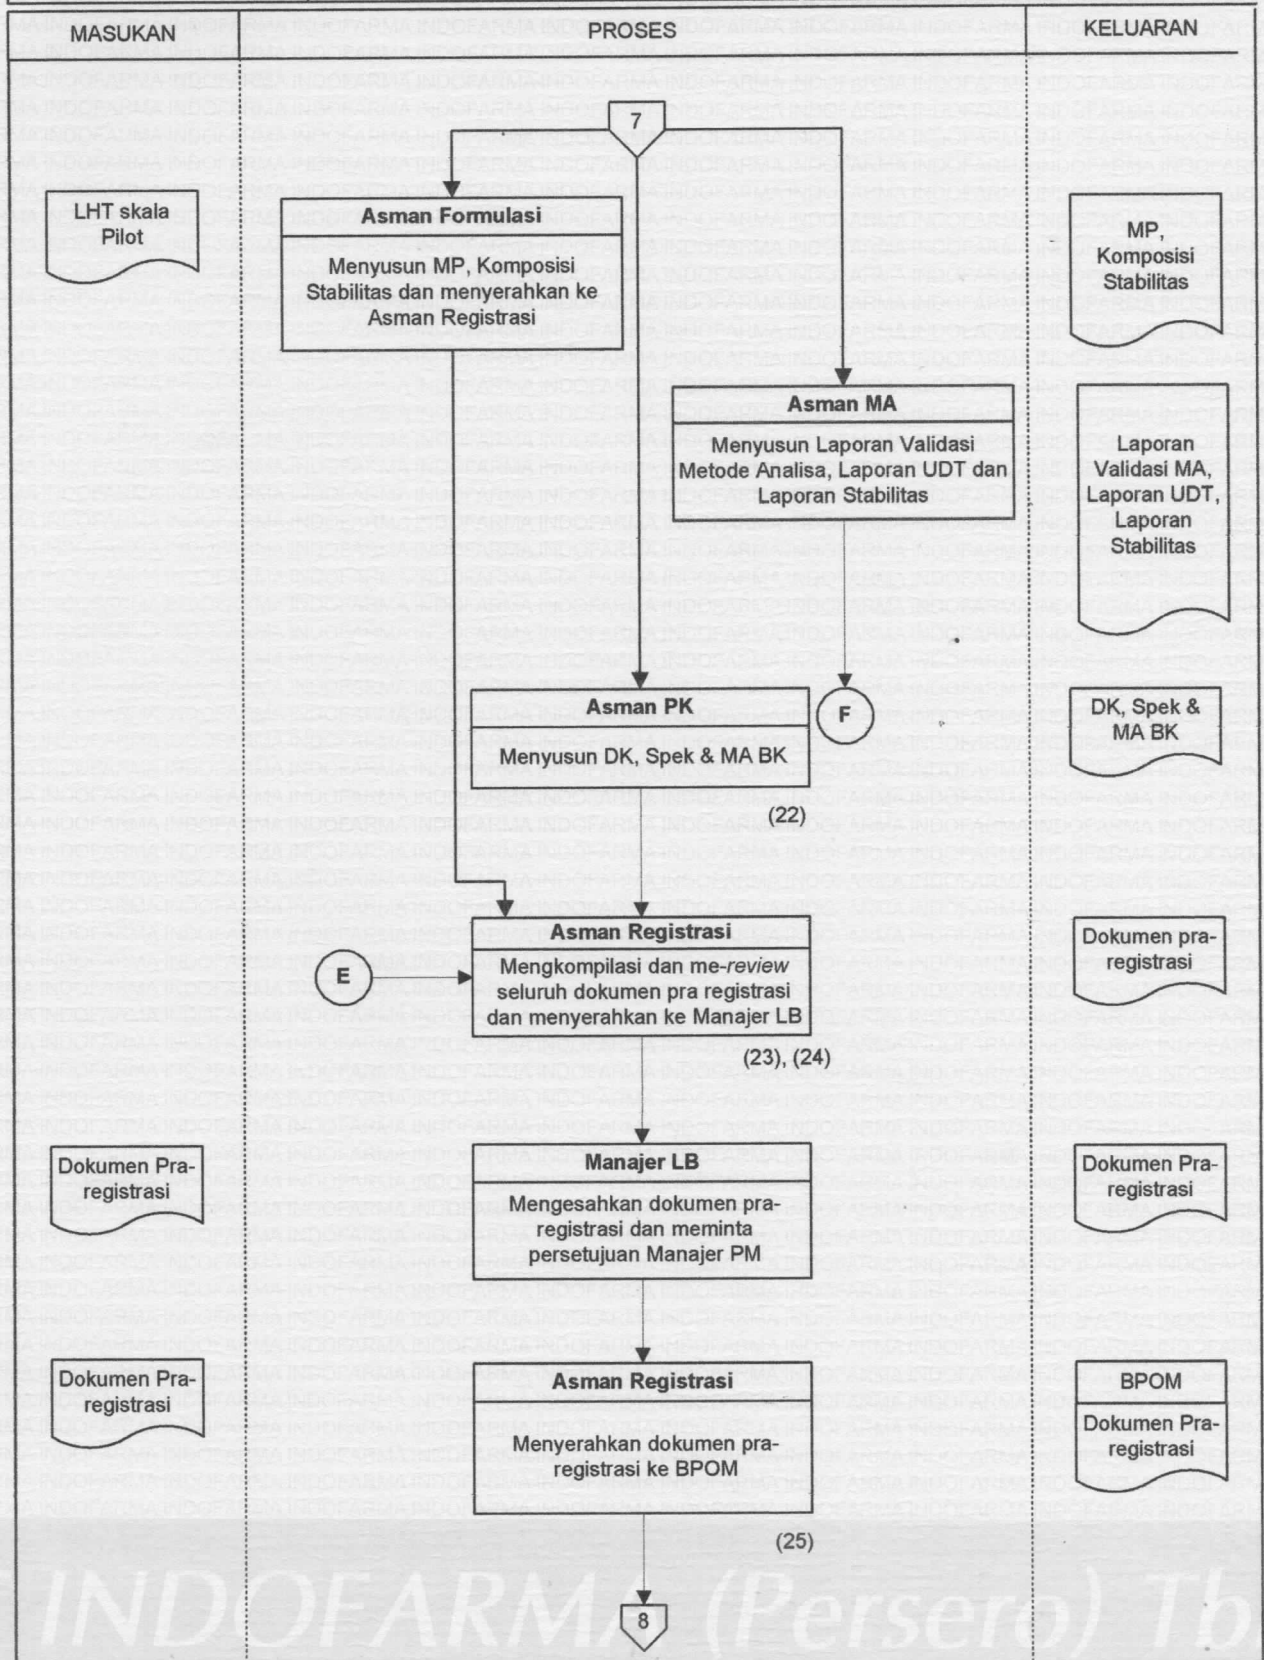 MASUKAN
PROSES
KELUARAN
7
LHT skala
Pilot
Asman Formulasi
Menyusun MP, Komposisi
Stabilitas dan menyerahkan ke
Asman Registrasi
MP,
Komposisi
Stabilitas
Asman MA
Menyusun Laporan Validasi
Metode Analisa, Laporan UDT dan
Laporan Stabilitas
Laporan
Validasi MA,
Laporan UDT,
Laporan
Stabilitas
Asman PK
Menyusun DK, Spek & MA BK
F
DK, Spek &
MA BK
(22)
E
Asman Registrasi
Mengkompilasi dan me-review
seluruh dokumen pra registrasi
dan menyerahkan ke Manajer LB
Dokumen pra-
registrasi
(23), (24)
Dokumen Pra-
registrasi
Manajer LB
Mengesahkan dokumen pra-
registrasi dan meminta
persetujuan Manajer PM
Dokumen Pra-
registrasi
Dokumen Pra-
registrasi
Asman Registrasi
Menyerahkan dokumen pra-
registrasi ke BPOM
BPOM
Dokumen Pra-
registrasi
(25)
INDOFARMA (Persero) Tb
8